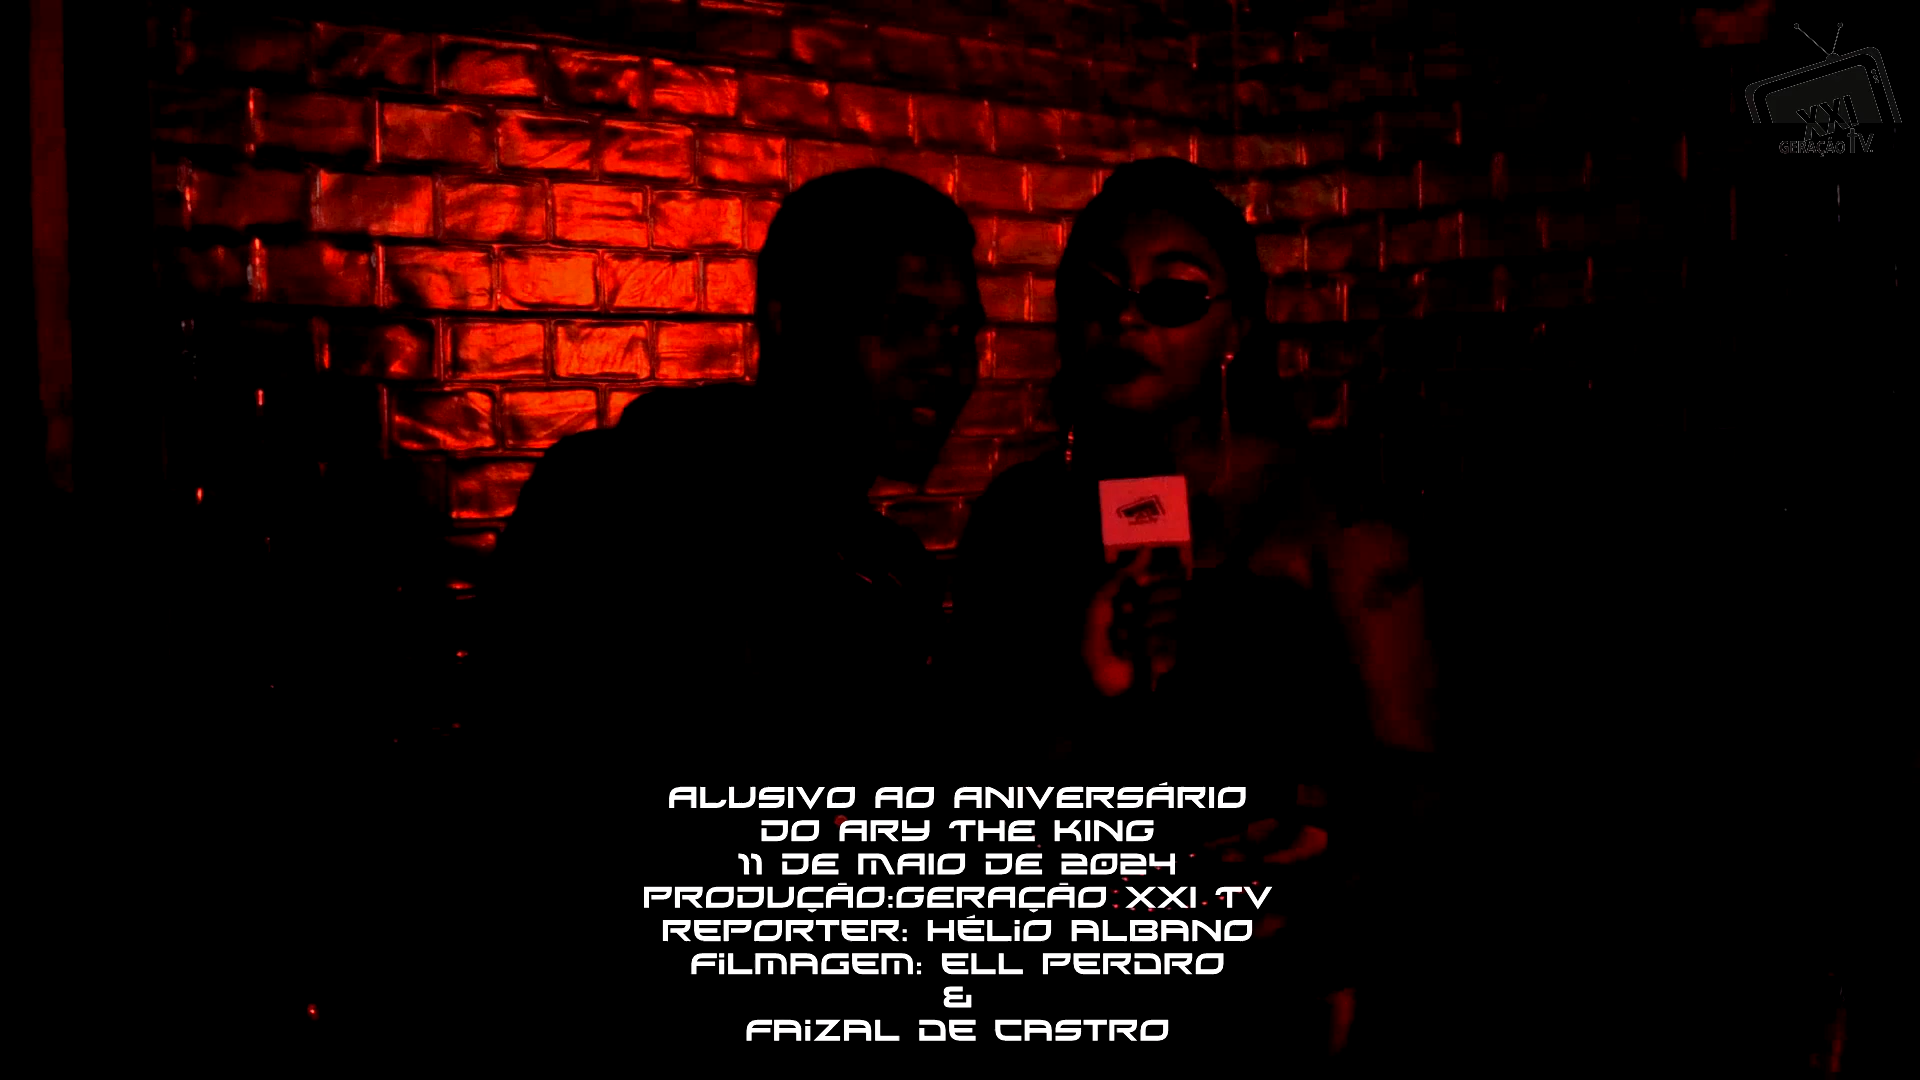 XXI
GERAÇÃO TV
ALUSIVO AO ANIVERSÁRIO
DO ARY THE KING
11 DE MAIO DE 2024
PRODUÇÃO:GERAÇÃO XXI TV
REPÓRTER: HÉLIO ALBANO
FILMAGEM: ELL PERDRO
&
FAIZAL DE CASTRO